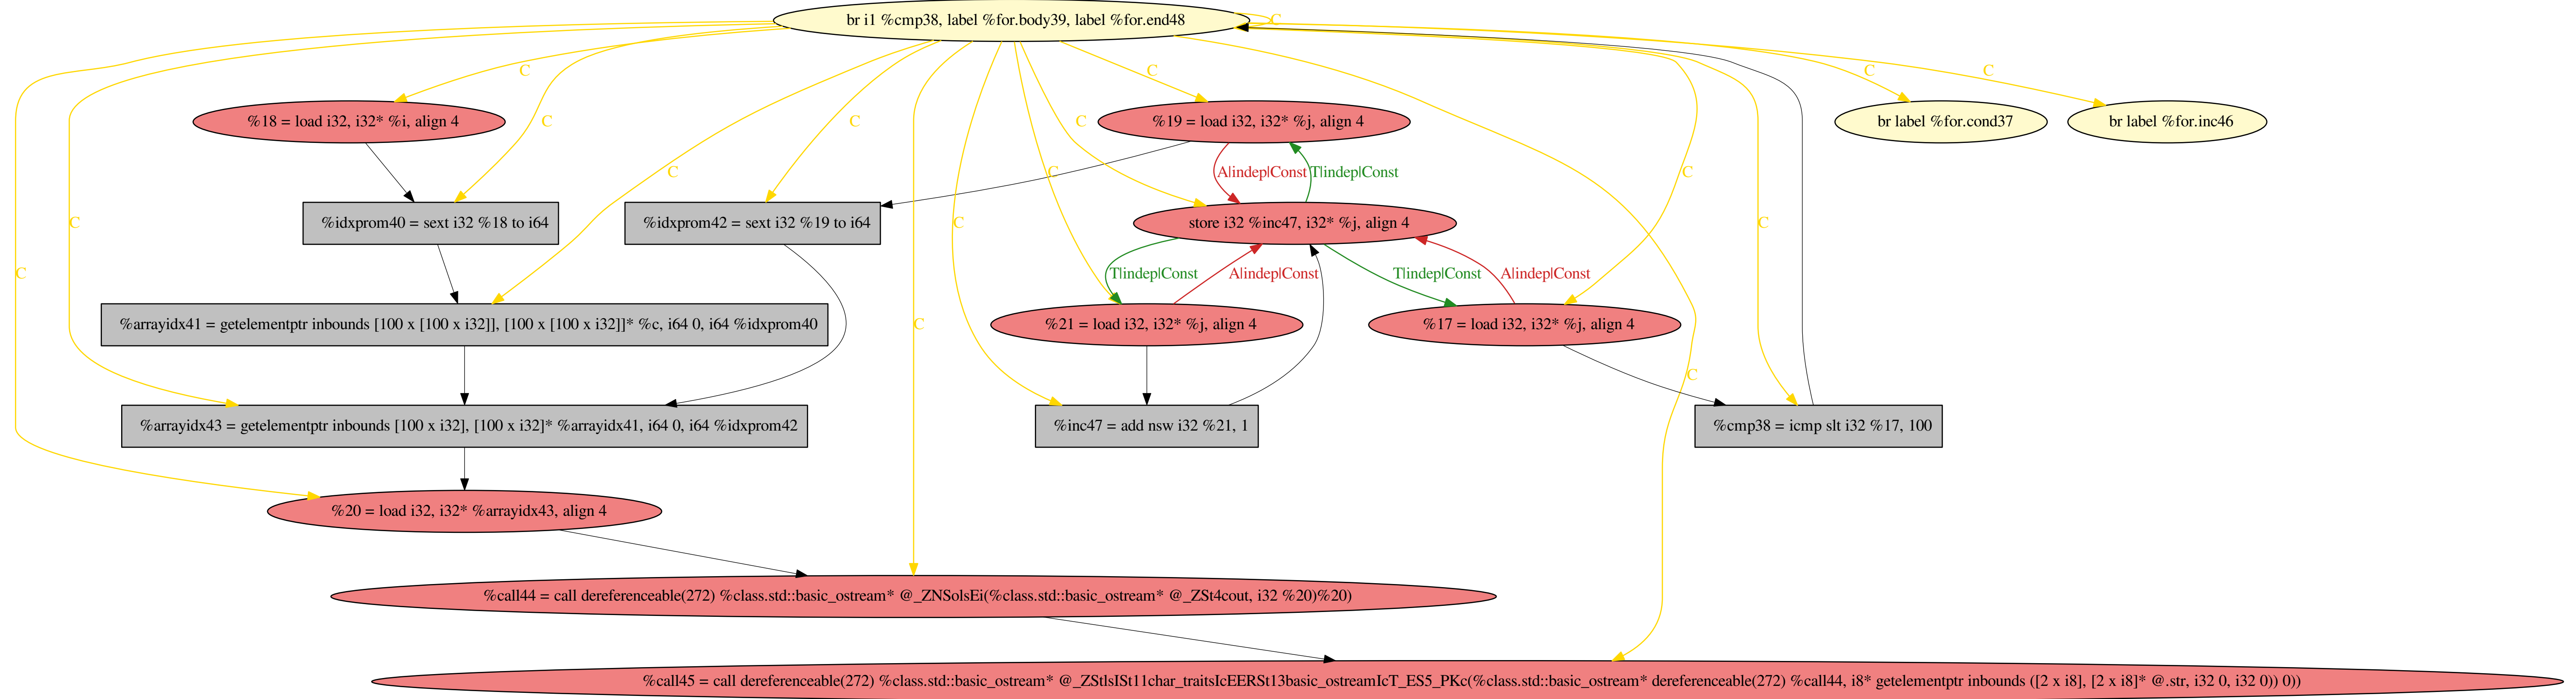 br i1 %cmp38, label %for.body39, label %for.end48
C
C
C
C
C
%18 = load i32, i32* %i, align 4
C
C
C
%19 = load i32, i32* %j, align 4
br label %for.cond37
br label %for.inc46
C
C
A|indep|Const
T|indep|Const
C
C
%idxprom40 = sext i32 %18 to i64
%idxprom42 = sext i32 %19 to i64
C
store i32 %inc47, i32* %j, align 4
C
C
T|indep|Const
A|indep|Const
T|indep|Const
A|indep|Const
%arrayidx41 = getelementptr inbounds [100 x [100 x i32]], [100 x [100 x i32]]* %c, i64 0, i64 %idxprom40
C
%21 = load i32, i32* %j, align 4
%17 = load i32, i32* %j, align 4
C
%arrayidx43 = getelementptr inbounds [100 x i32], [100 x i32]* %arrayidx41, i64 0, i64 %idxprom42
%inc47 = add nsw i32 %21, 1
%cmp38 = icmp slt i32 %17, 100
%20 = load i32, i32* %arrayidx43, align 4
%call44 = call dereferenceable(272) %class.std::basic_ostream* @_ZNSolsEi(%class.std::basic_ostream* @_ZSt4cout, i32 %20)%20)
%call45 = call dereferenceable(272) %class.std::basic_ostream* @_ZStlsISt11char_traitsIcEERSt13basic_ostreamIcT_ES5_PKc(%class.std::basic_ostream* dereferenceable(272) %call44, i8* getelementptr inbounds ([2 x i8], [2 x i8]* @.str, i32 0, i32 0)) 0))